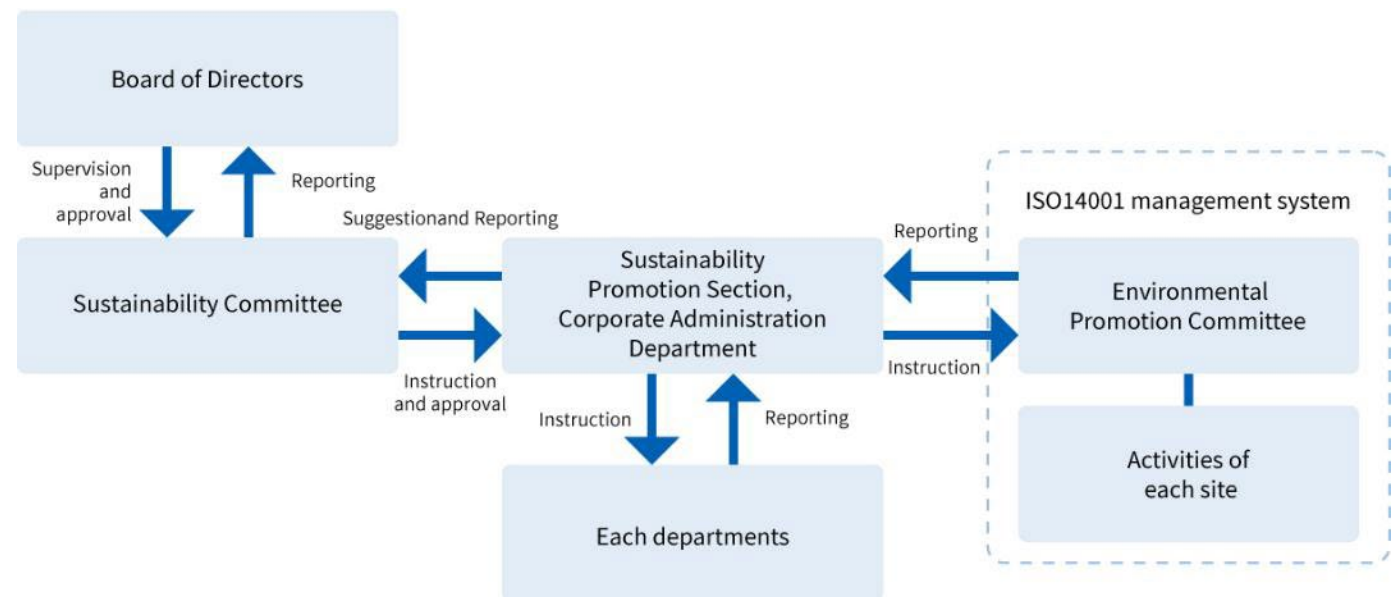 Board of Directors
Supervision
and
approval
Reporting
Suggestionand Reporting
Sustainability Committee
Instruction
and approval
Sustainability
Promotion Section,
Corporate Administration
Department
Instruction
Reporting
Each departments
Reporting
Instruction
ISO14001 management system
Environmental
Promotion Committee
Activities of
each site